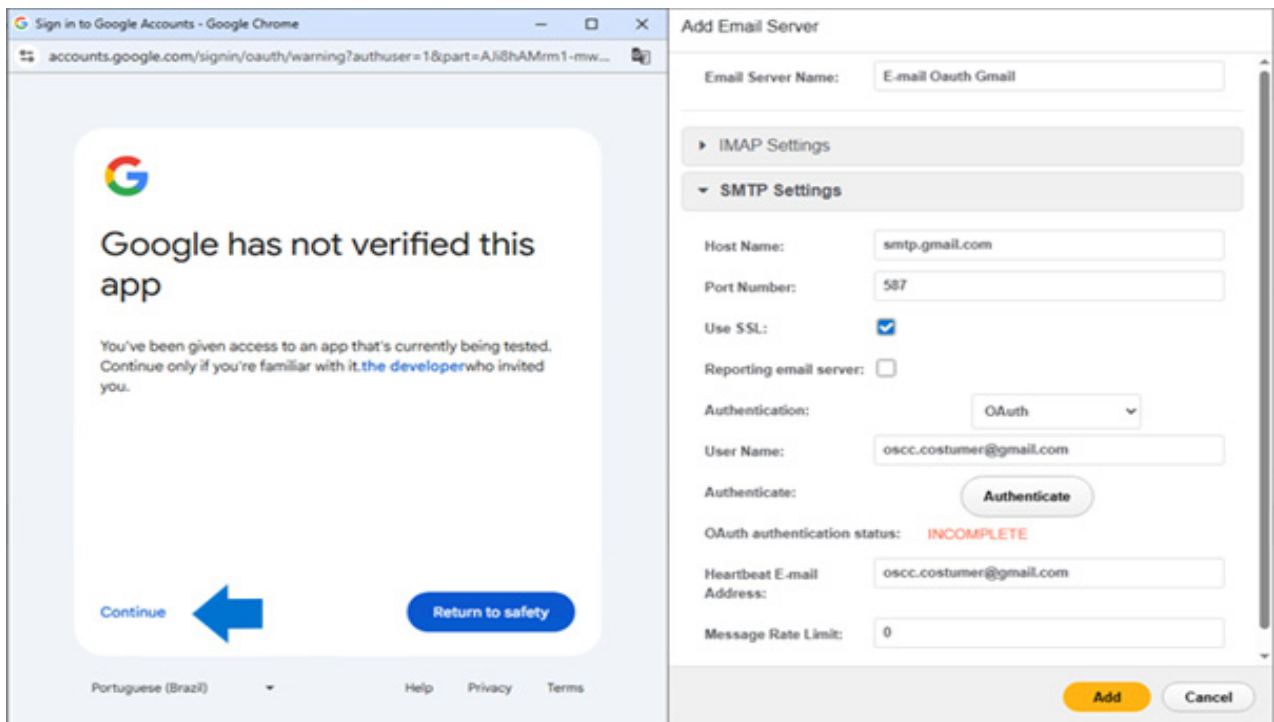 Sign in to Google Accounts - Google Chrome
accounts.google.com/signin/oauth/warning?authuser=1&part=AJi8hAMrm1-mw...
Google has not verified this
app
You've been given access to an app that's currently being tested.
Continue only if you're familiar with it.the developerwho invited
you.
Continue
Return to safety
Portuguese (Brazil)
Help
Privacy
Terms
Add Email Server
Email Server Name: E-mail Oauth Gmail
IMAP Settings
SMTP Settings
Host Name: smtp.gmail.com
Port Number: 587
Use SSL:
Reporting email server:
Authentication: OAuth
User Name: oscc.costumer@gmail.com
Authenticate: Authenticate
OAuth authentication status: INCOMPLETE
Heartbeat E-mail oscc.costumer@gmail.com
Address:
Message Rate Limit: 0
Add
Cancel